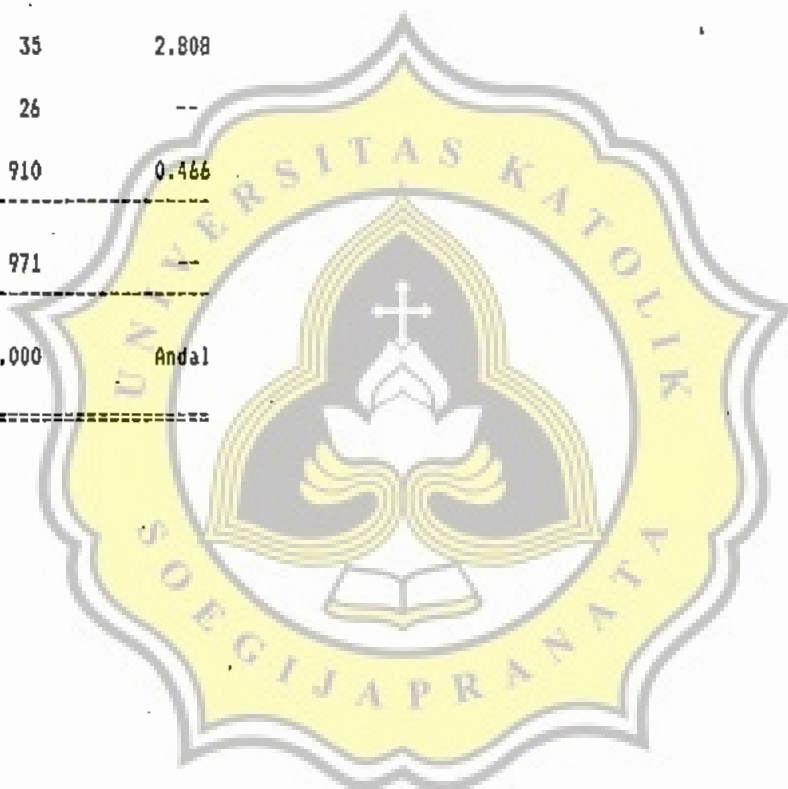 35 2.808
26 --
910 0.466
971 --
,000 Andal
UNIVERSITAS KATOLIK
SOEGIJAPRANATA